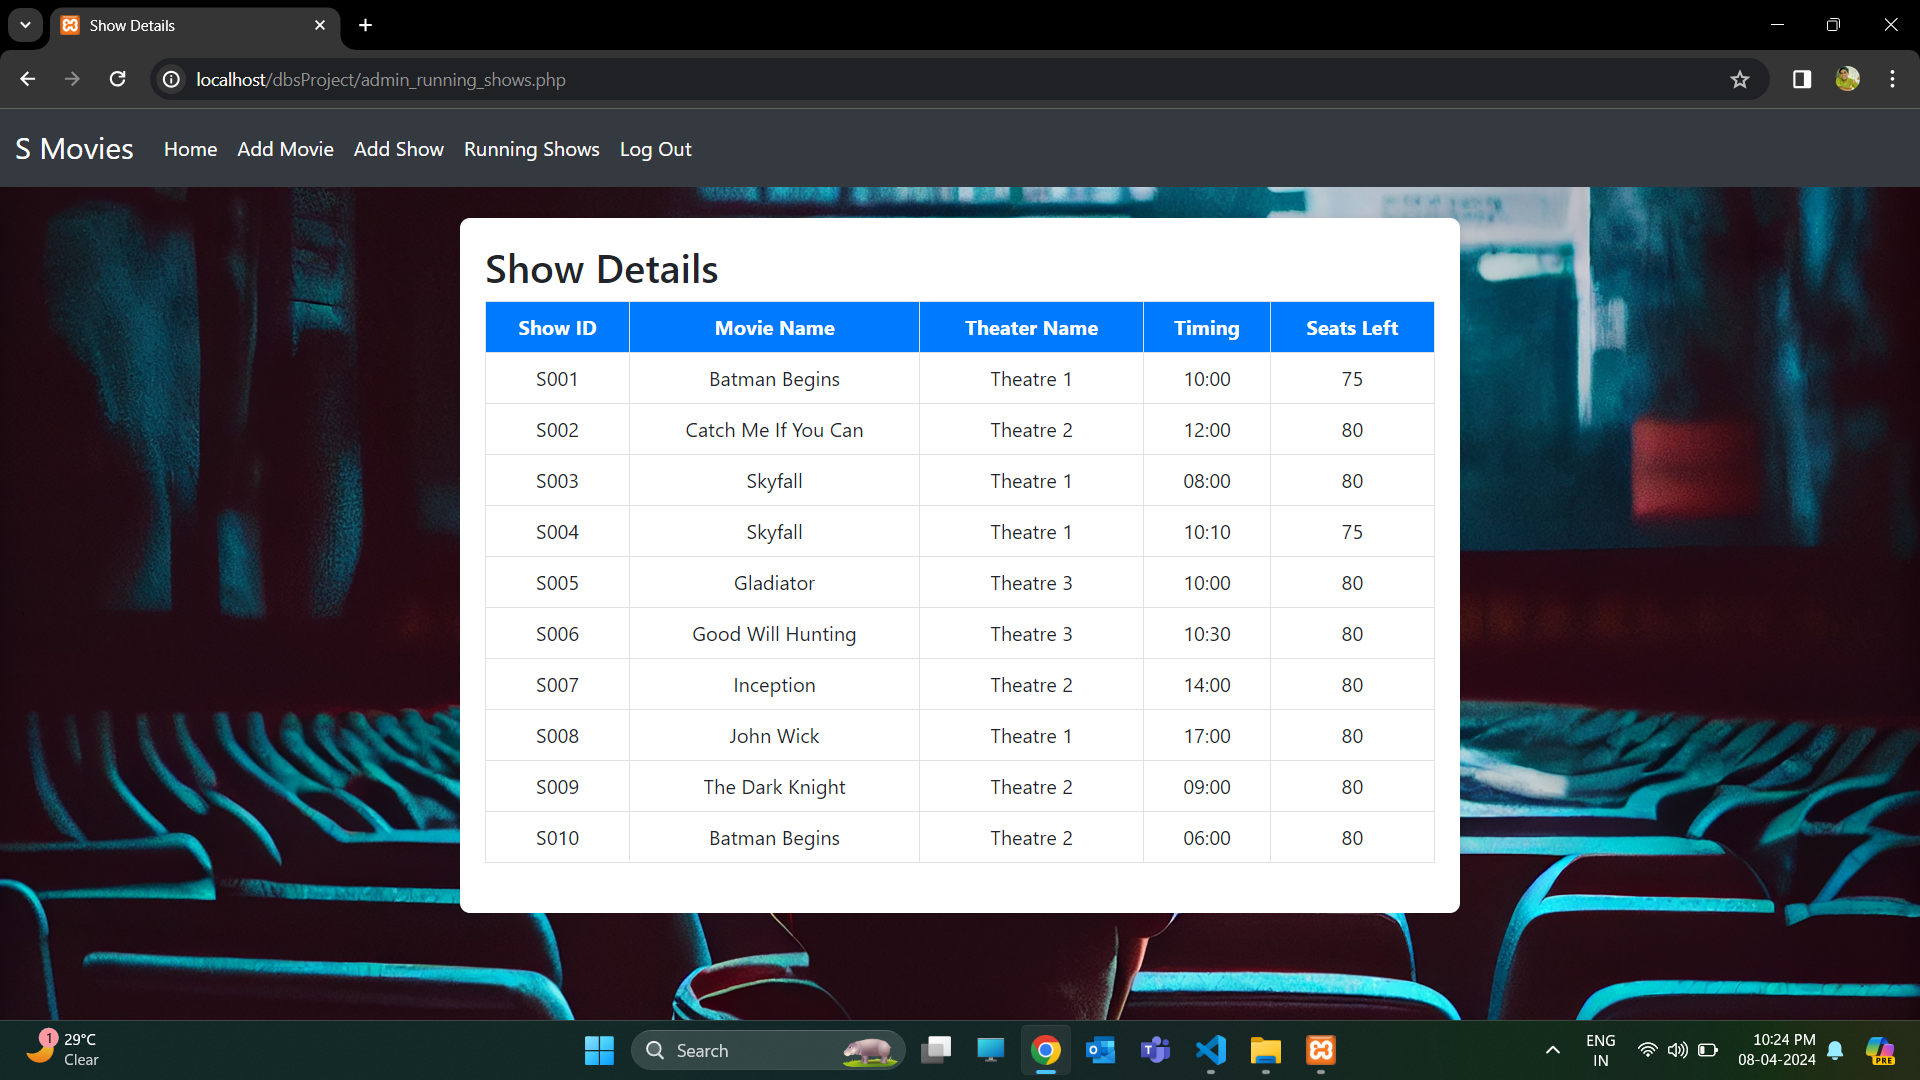 Show Details
localhost/dbsProject/admin_running_shows.php
S Movies Home Add Movie Add Show Running Shows Log Out
Show Details
Show ID Movie Name Theater Name Timing Seats Left
S001 Batman Begins Theatre 1 10:00 75
S002 Catch Me If You Can Theatre 2 12:00 80
S003 Skyfall Theatre 1 08:00 80
S004 Skyfall Theatre 1 10:10 75
S005 Gladiator Theatre 3 10:00 80
S006 Good Will Hunting Theatre 3 10:30 80
S007 Inception Theatre 2 14:00 80
S008 John Wick Theatre 1 17:00 80
S009 The Dark Knight Theatre 2 09:00 80
S010 Batman Begins Theatre 2 06:00 80
1 29°C
Clear
Search
ENG
IN
10:24 PM
08-04-2024
PRE